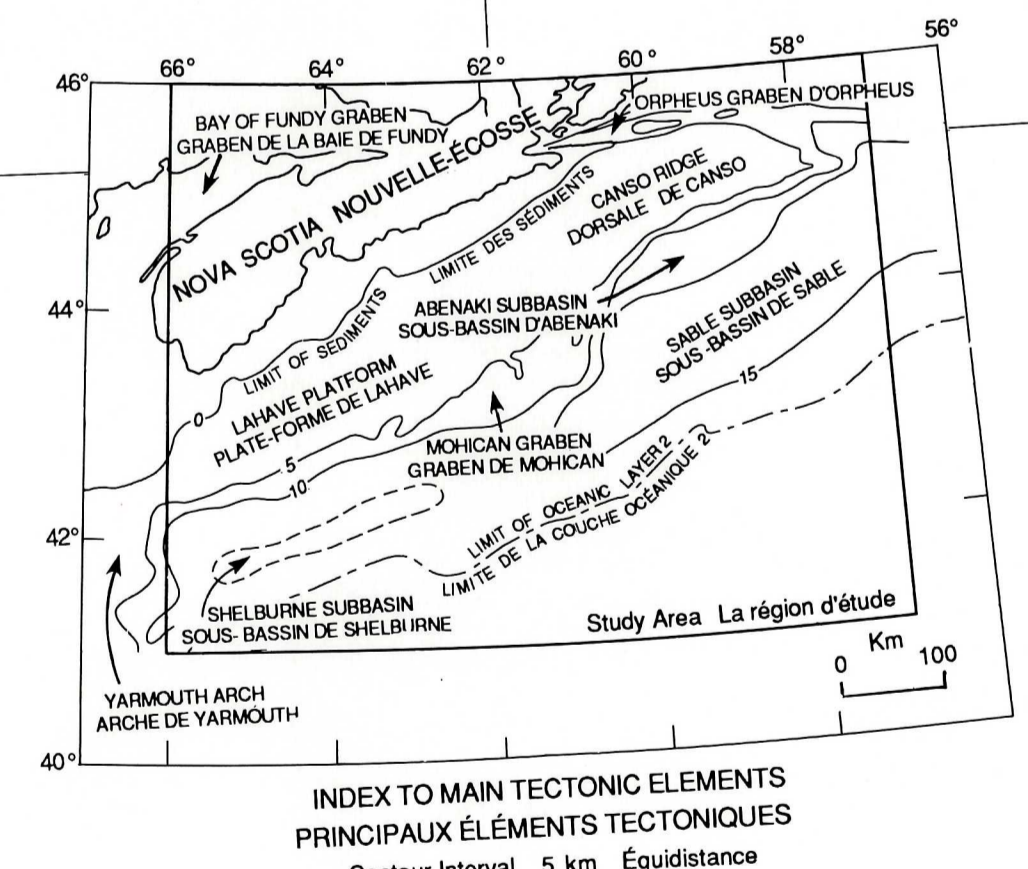 66° 64° 62° 60° 58° 56°
46°
BAY OF FUNDY GRABEN
GRABEN DE LA BAIE DE FUNDY
ORPHEUS GRABEN D'ORPHEUS
NOVA SCOTIA NOUVELLE-ÉCOSSE
CANSO RIDGE
DORSALE DE CANSO
LIMIT OF SEDIMENTS LIMITE DES SÉDIMENTS
44°
ABENAKI SUBBASIN
SOUS-BASSIN D'ABENAKI
SABLE SUBBASIN
SOUS-BASSIN DE SABLE
0
LAHAVE PLATFORM
PLATE-FORME DE LAHAVE
15
5
10
MOHICAN GRABEN
GRABEN DE MOHICAN
42°
LIMIT OF OCEANIC LAYER 2
LIMITE DE LA COUCHE OCÉANIQUE 2
SHELBURNE SUBBASIN
SOUS-BASSIN DE SHELBURNE
Study Area La région d'étude
Km
0 100
YARMOUTH ARCH
ARCHE DE YARMOUTH
40°
INDEX TO MAIN TECTONIC ELEMENTS
PRINCIPAUX ÉLÉMENTS TECTONIQUES
Contour Interval 5 km Équidistance